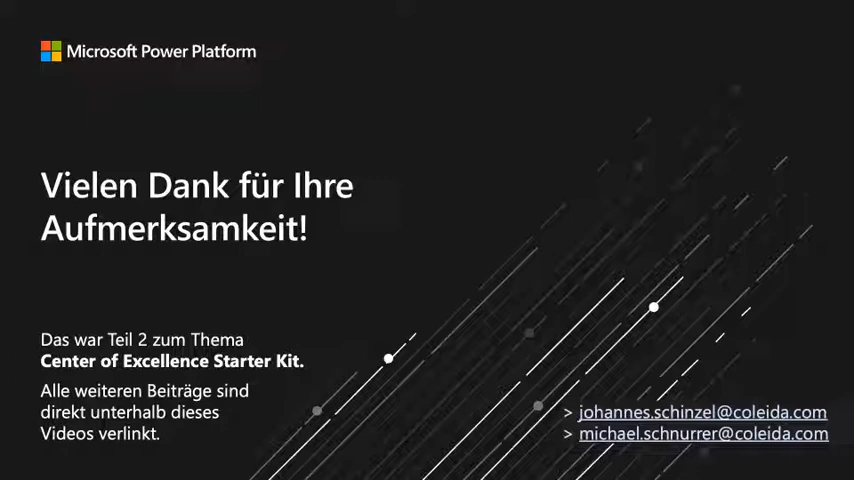 Microsoft Power Platform
Vielen Dank für Ihre
Aufmerksamkeit!
Das war Teil 2 zum Thema
Center of Excellence Starter Kit.
Alle weiteren Beiträge sind
direkt unterhalb dieses
Videos verlinkt.
> johannes.schinzel@coleida.com
> michael.schnurrer@coleida.com